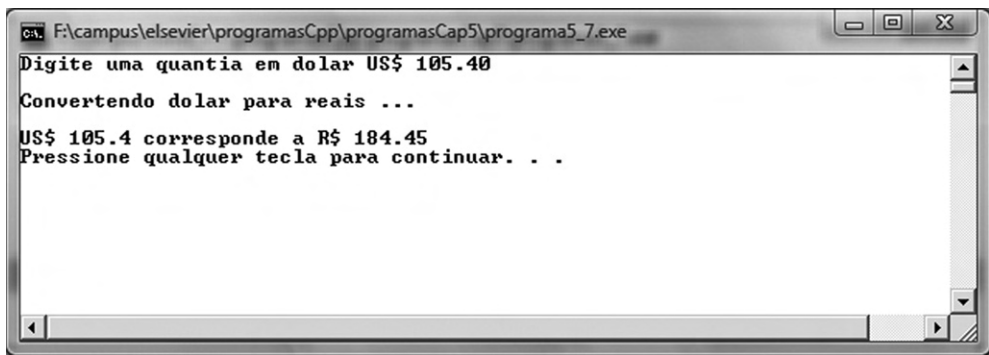 F:\campus\elsevier\programasCpp\programasCap5\programa5_7.exe
Digite uma quantia em dolar US$ 105.40
Convertendo dolar para reais ...
US$ 105.4 corresponde a R$ 184.45
Pressione qualquer tecla para continuar. . .